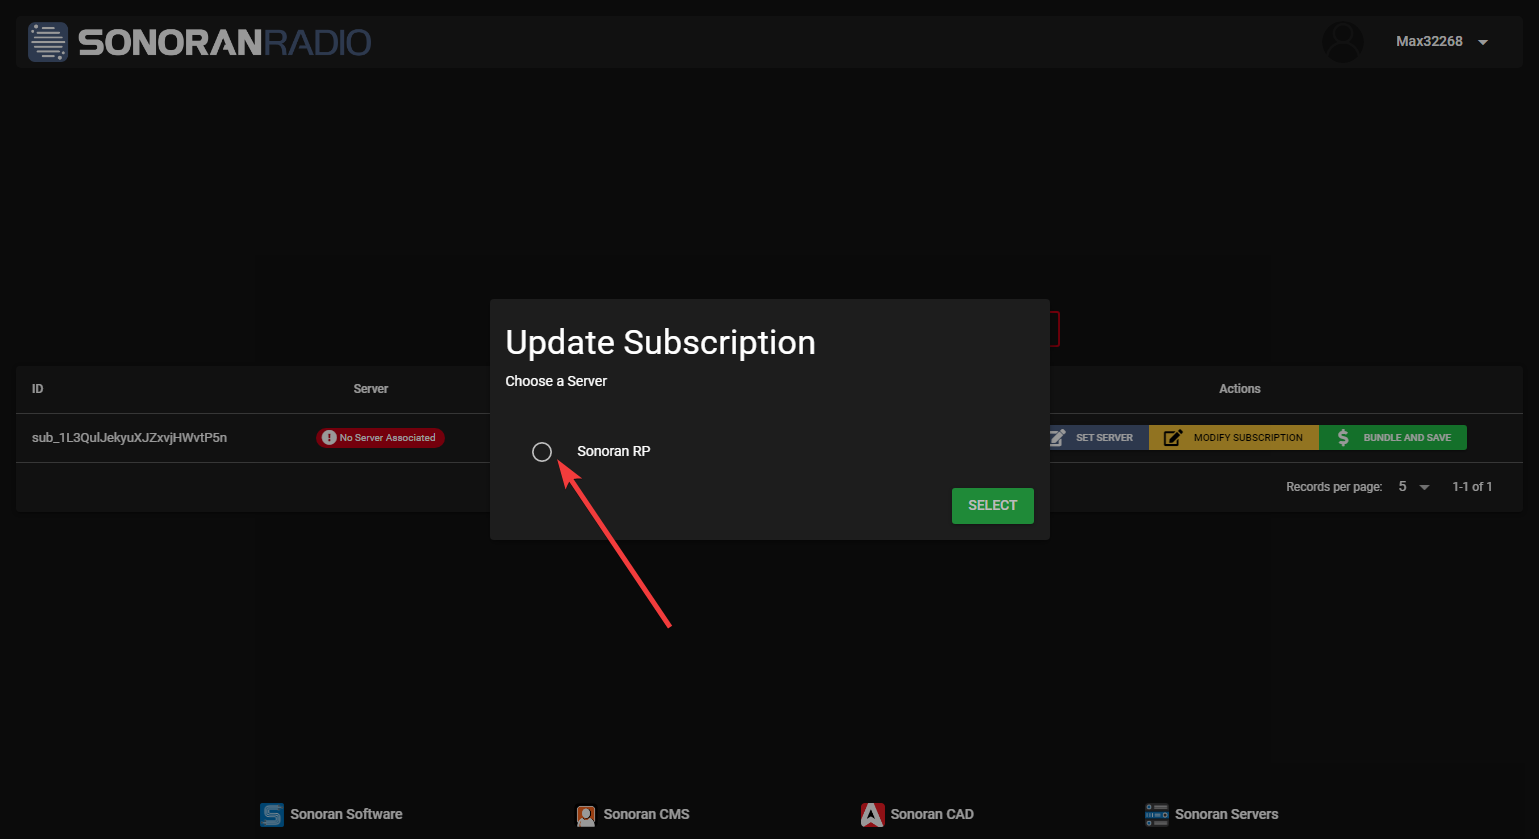 SONORANRADIO
Max32268
Update Subscription
Choose a Server
ID Server Actions
sub_1L3QulJekyuXJZxvjHWvtP5n No Server Associated SET SERVER MODIFY SUBSCRIPTION BUNDLE AND SAVE
Sonoran RP
Records per page: 5 1-1 of 1
SELECT
Sonoran Software Sonoran CMS Sonoran CAD Sonoran Servers